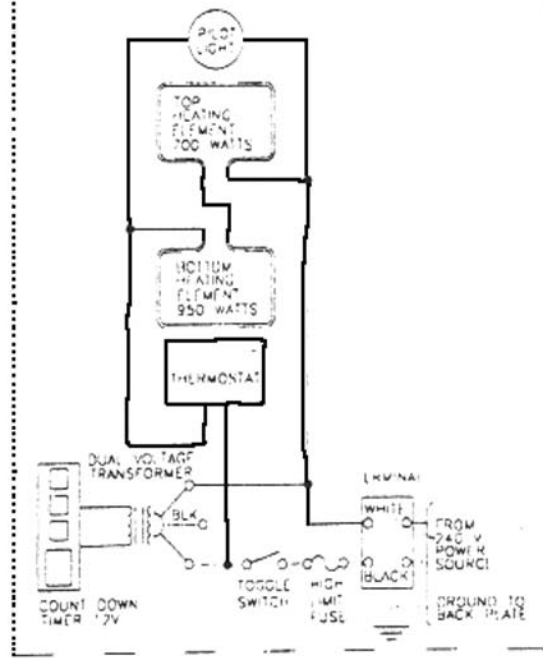 PILOT
LIGHT
TOP
HEATING
ELEMENT
700 WATTS
BOTTOM
HEATING
ELEMENT
950 WATTS
THERMOSTAT
DUAL VOLTAGE
TRANSFORMER
BLK
COUNT DOWN
TIMER 12V
TOGGLE
SWITCH
HIGH
LIMIT
FUSE
TERMINAL
WHITE
BLACK
FROM
240 V
POWER
SOURCE
GROUND TO
BACK PLATE